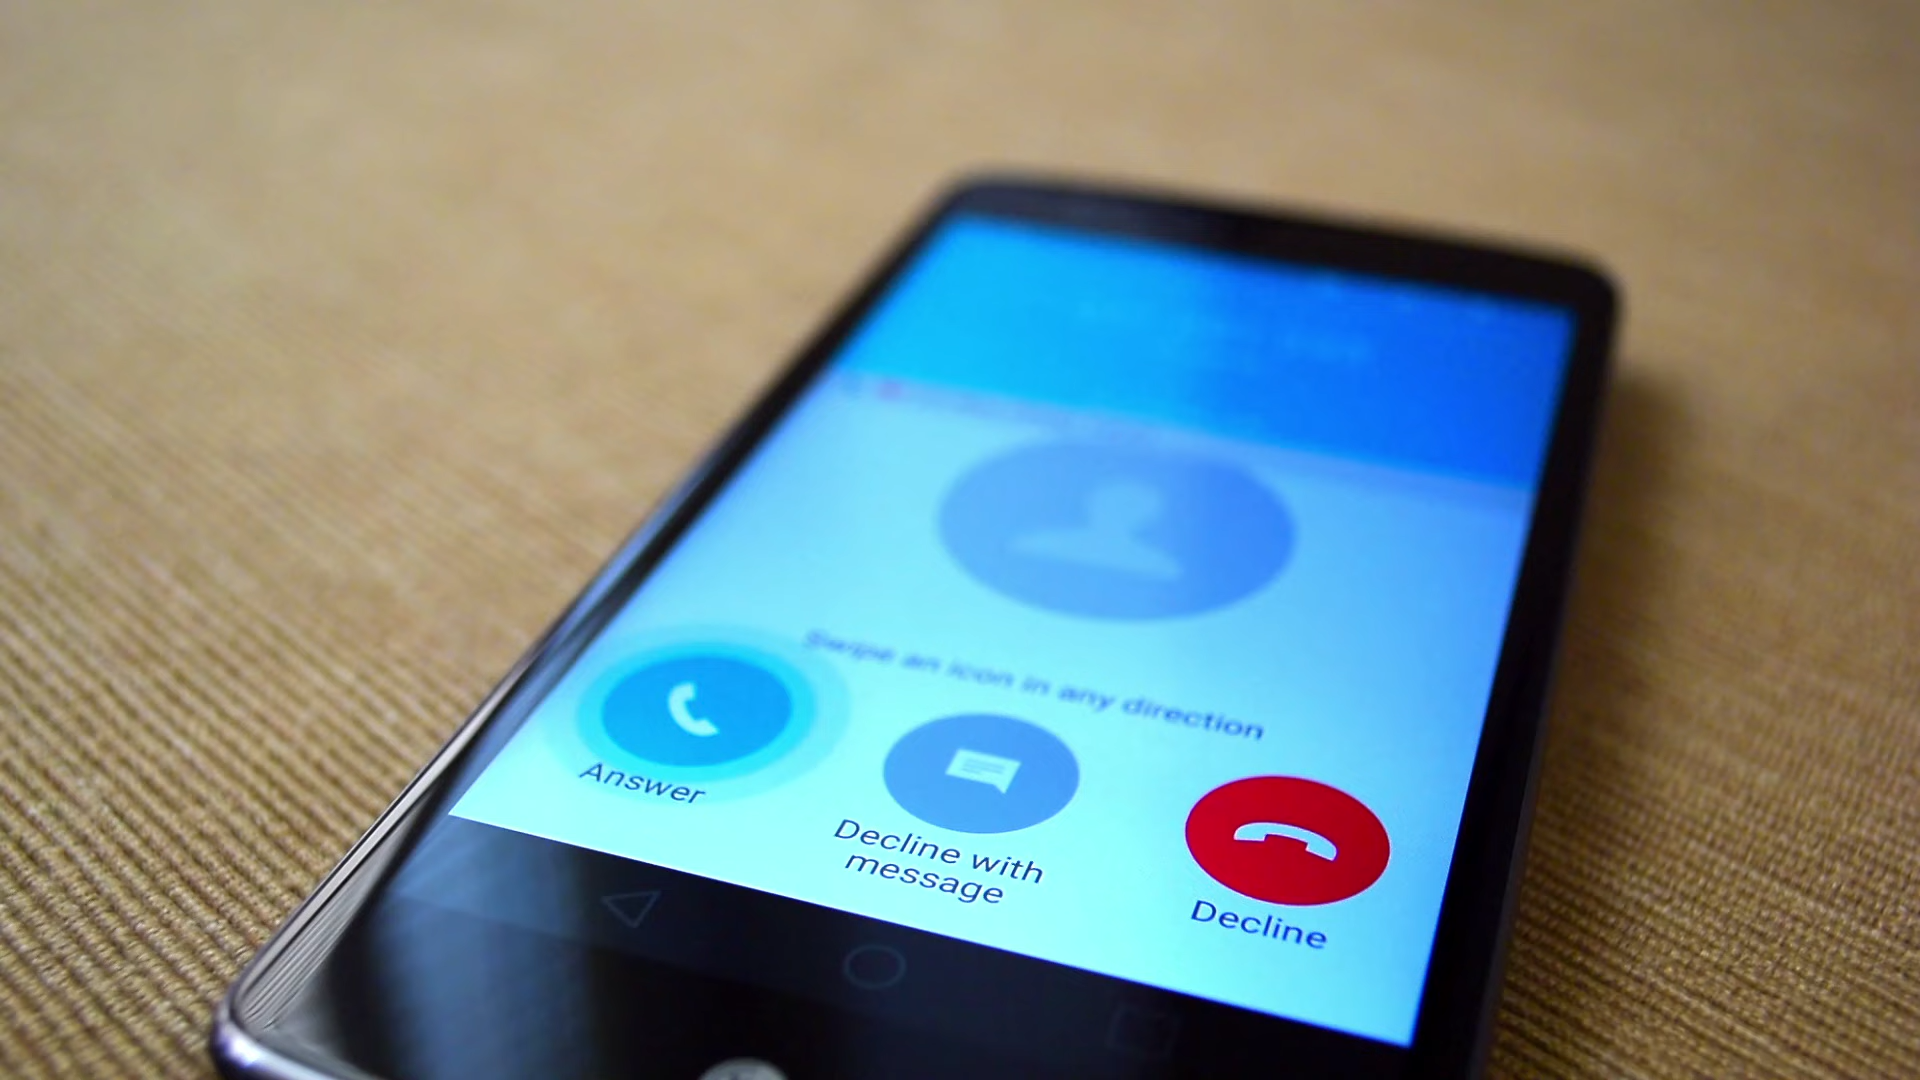 Swipe an icon in any direction
Answer
Decline with
message
Decline